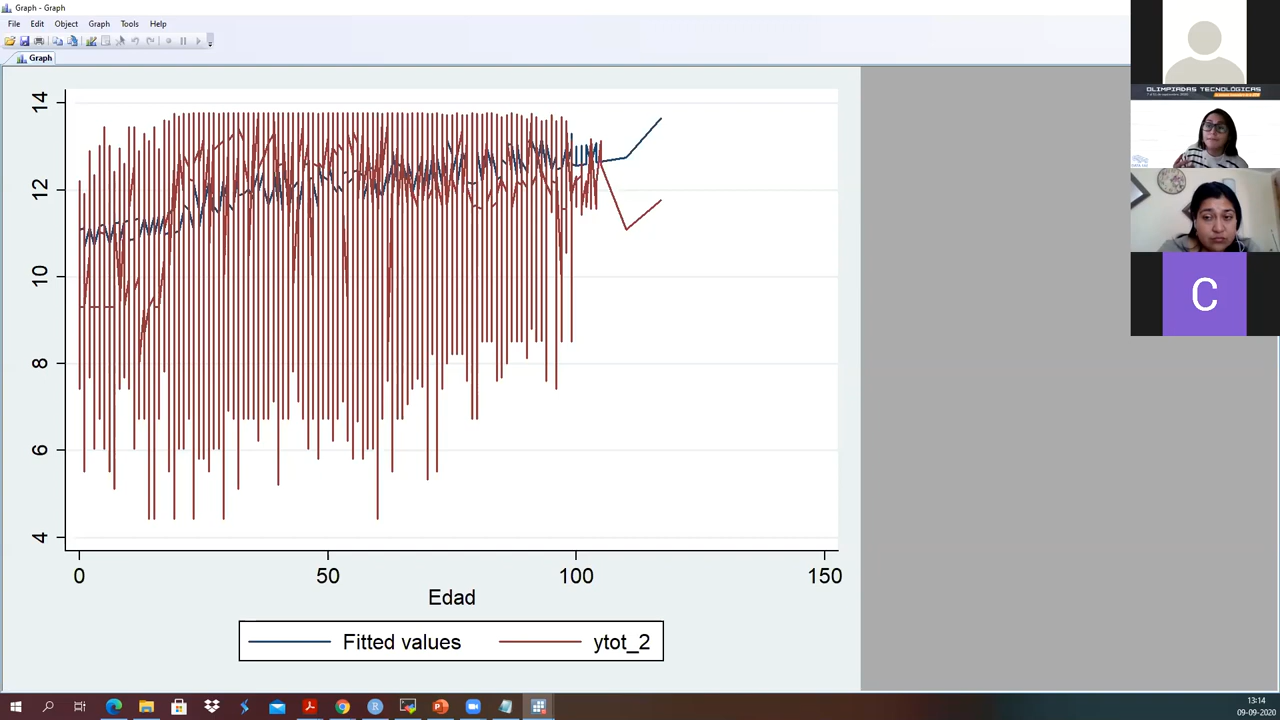 Graph - Graph
File Edit Object Graph Tools Help
Graph
14
12
10
8
6
4
0 50 100 150
Edad
Fitted values ytot_2
OLIMPIADAS TECNOLÓGICAS
C
13:14
09-09-2020